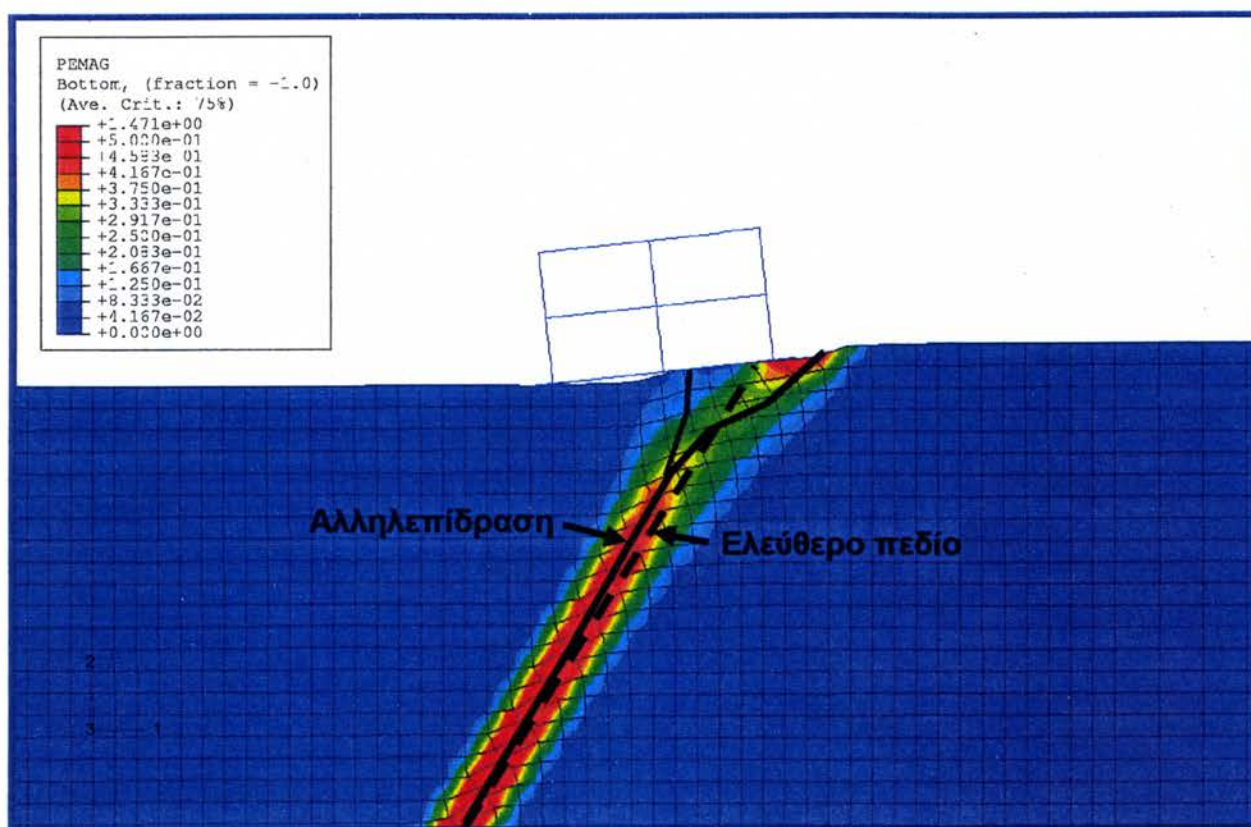 PEMAG
Bottom, (fraction = -1.0)
(Ave. Crit.: 75%)
+1.471e+00
+5.000e-01
+4.583e-01
+4.167e-01
+3.750e-01
+3.333e-01
+2.917e-01
+2.500e-01
+2.083e-01
+1.667e-01
+1.250e-01
+8.333e-02
+4.167e-02
+0.000e+00
Αλληλεπίδραση
Ελεύθερο πεδίο
2
3 1